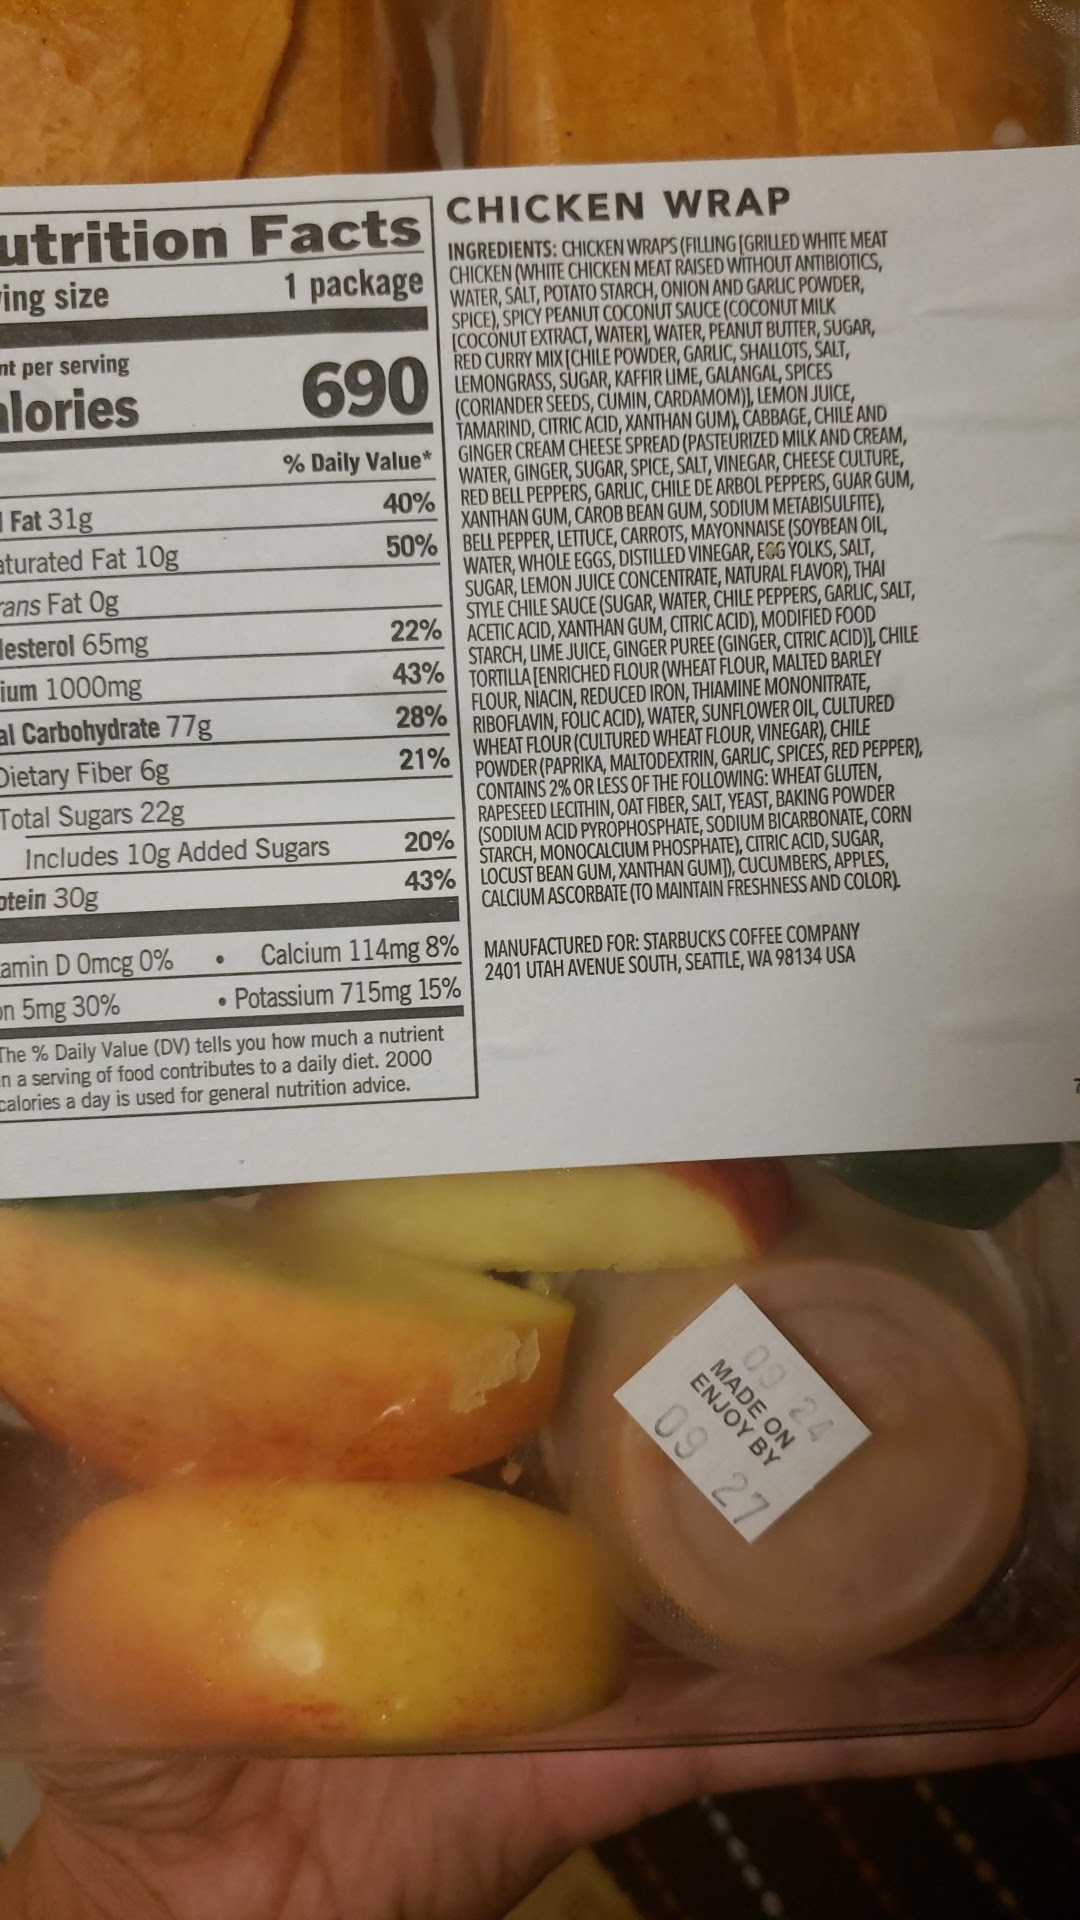 utrition Facts
ving size 1 package
nt per serving
alories 690
% Daily Value*
l Fat 31g 40%
aturated Fat 10g 50%
rans Fat 0g
lesterol 65mg 22%
ium 1000mg 43%
al Carbohydrate 77g 28%
Dietary Fiber 6g 21%
Total Sugars 22g
Includes 10g Added Sugars 20%
otein 30g 43%
amin D 0mcg 0% • Calcium 114mg 8%
on 5mg 30% • Potassium 715mg 15%
The % Daily Value (DV) tells you how much a nutrient
n a serving of food contributes to a daily diet. 2000
calories a day is used for general nutrition advice.
CHICKEN WRAP
INGREDIENTS: CHICKEN WRAPS (FILLING [GRILLED WHITE MEAT
CHICKEN (WHITE CHICKEN MEAT RAISED WITHOUT ANTIBIOTICS,
WATER, SALT, POTATO STARCH, ONION AND GARLIC POWDER,
SPICE), SPICY PEANUT COCONUT SAUCE (COCONUT MILK
[COCONUT EXTRACT, WATER], WATER, PEANUT BUTTER, SUGAR,
RED CURRY MIX [CHILE POWDER, GARLIC, SHALLOTS, SALT,
LEMONGRASS, SUGAR, KAFFIR LIME, GALANGAL, SPICES
(CORIANDER SEEDS, CUMIN, CARDAMOM)], LEMON JUICE,
TAMARIND, CITRIC ACID, XANTHAN GUM), CABBAGE, CHILE AND
GINGER CREAM CHEESE SPREAD (PASTEURIZED MILK AND CREAM,
WATER, GINGER, SUGAR, SPICE, SALT, VINEGAR, CHEESE CULTURE,
RED BELL PEPPERS, GARLIC, CHILE DE ARBOL PEPPERS, GUAR GUM,
XANTHAN GUM, CAROB BEAN GUM, SODIUM METABISULFITE),
BELL PEPPER, LETTUCE, CARROTS, MAYONNAISE (SOYBEAN OIL,
WATER, WHOLE EGGS, DISTILLED VINEGAR, EGG YOLKS, SALT,
SUGAR, LEMON JUICE CONCENTRATE, NATURAL FLAVOR), THAI
STYLE CHILE SAUCE (SUGAR, WATER, CHILE PEPPERS, GARLIC, SALT,
ACETIC ACID, XANTHAN GUM, CITRIC ACID), MODIFIED FOOD
STARCH, LIME JUICE, GINGER PUREE (GINGER, CITRIC ACID)], CHILE
TORTILLA [ENRICHED FLOUR (WHEAT FLOUR, MALTED BARLEY
FLOUR, NIACIN, REDUCED IRON, THIAMINE MONONITRATE,
RIBOFLAVIN, FOLIC ACID), WATER, SUNFLOWER OIL, CULTURED
WHEAT FLOUR (CULTURED WHEAT FLOUR, VINEGAR), CHILE
POWDER (PAPRIKA, MALTODEXTRIN, GARLIC, SPICES, RED PEPPER),
CONTAINS 2% OR LESS OF THE FOLLOWING: WHEAT GLUTEN,
RAPESEED LECITHIN, OAT FIBER, SALT, YEAST, BAKING POWDER
(SODIUM ACID PYROPHOSPHATE, SODIUM BICARBONATE, CORN
STARCH, MONOCALCIUM PHOSPHATE), CITRIC ACID, SUGAR,
LOCUST BEAN GUM, XANTHAN GUM]), CUCUMBERS, APPLES,
CALCIUM ASCORBATE (TO MAINTAIN FRESHNESS AND COLOR).
MANUFACTURED FOR: STARBUCKS COFFEE COMPANY
2401 UTAH AVENUE SOUTH, SEATTLE, WA 98134 USA
09 24
MADE ON
ENJOY BY
09 27